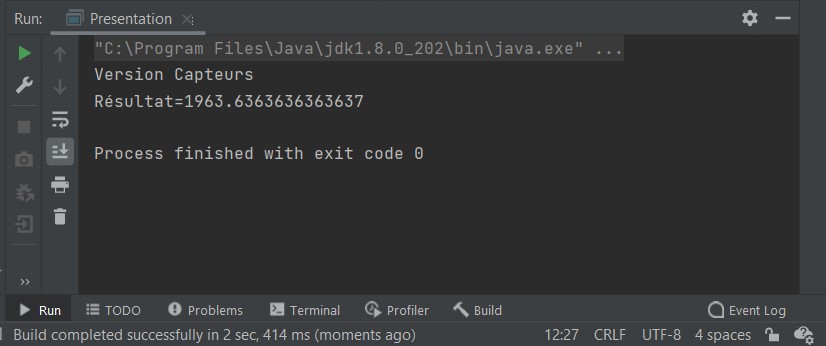 Run: Presentation
"C:\Program Files\Java\jdk1.8.0_202\bin\java.exe" ...
Version Capteurs
Résultat=1963.6363636363637
Process finished with exit code 0
Run TODO Problems Terminal Profiler Build Event Log
Build completed successfully in 2 sec, 414 ms (moments ago) 12:27 CRLF UTF-8 4 spaces